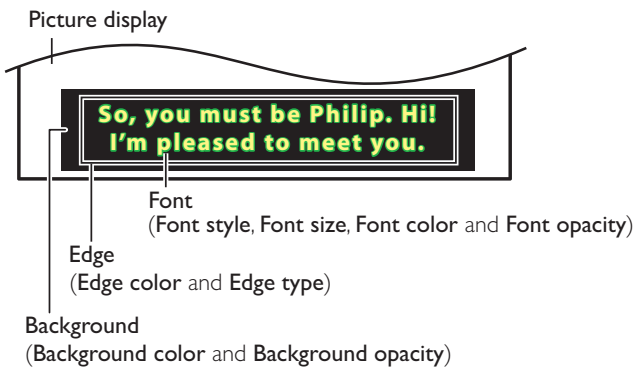 Picture display
So, you must be Philip. Hi!
I'm pleased to meet you.
Font
(Font style, Font size, Font color and Font opacity)
Edge
(Edge color and Edge type)
Background
(Background color and Background opacity)